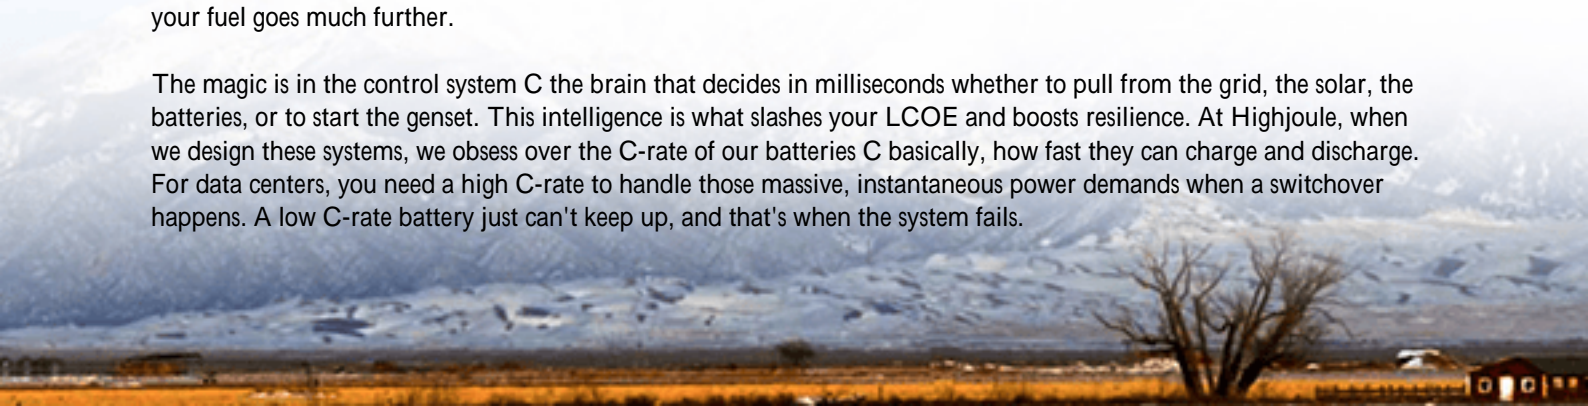 your fuel goes much further.
The magic is in the control system C the brain that decides in milliseconds whether to pull from the grid, the solar, the
batteries, or to start the genset. This intelligence is what slashes your LCOE and boosts resilience. At Highjoule, when
we design these systems, we obsess over the C-rate of our batteries C basically, how fast they can charge and discharge.
For data centers, you need a high C-rate to handle those massive, instantaneous power demands when a switchover
happens. A low C-rate battery just can't keep up, and that's when the system fails.